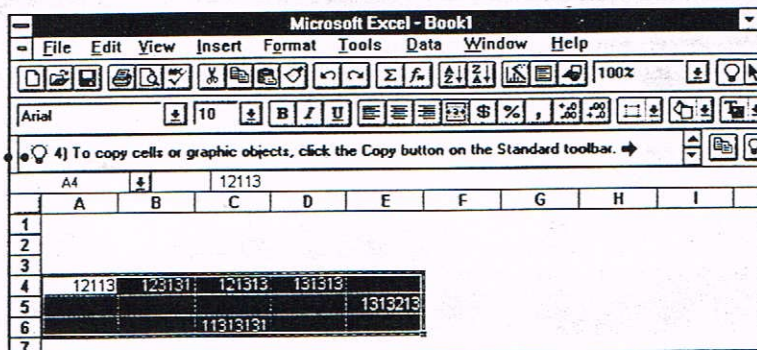 Microsoft Excel - Book1
File Edit View Insert Format Tools Data Window Help
100%
Arial 10 B I U $ % ,
4) To copy cells or graphic objects, click the Copy button on the Standard toolbar.
A4 12113
A B C D E F G H I
1
2
3
4 12113 123131 121313 131313
5 1313213
6 11313131
7